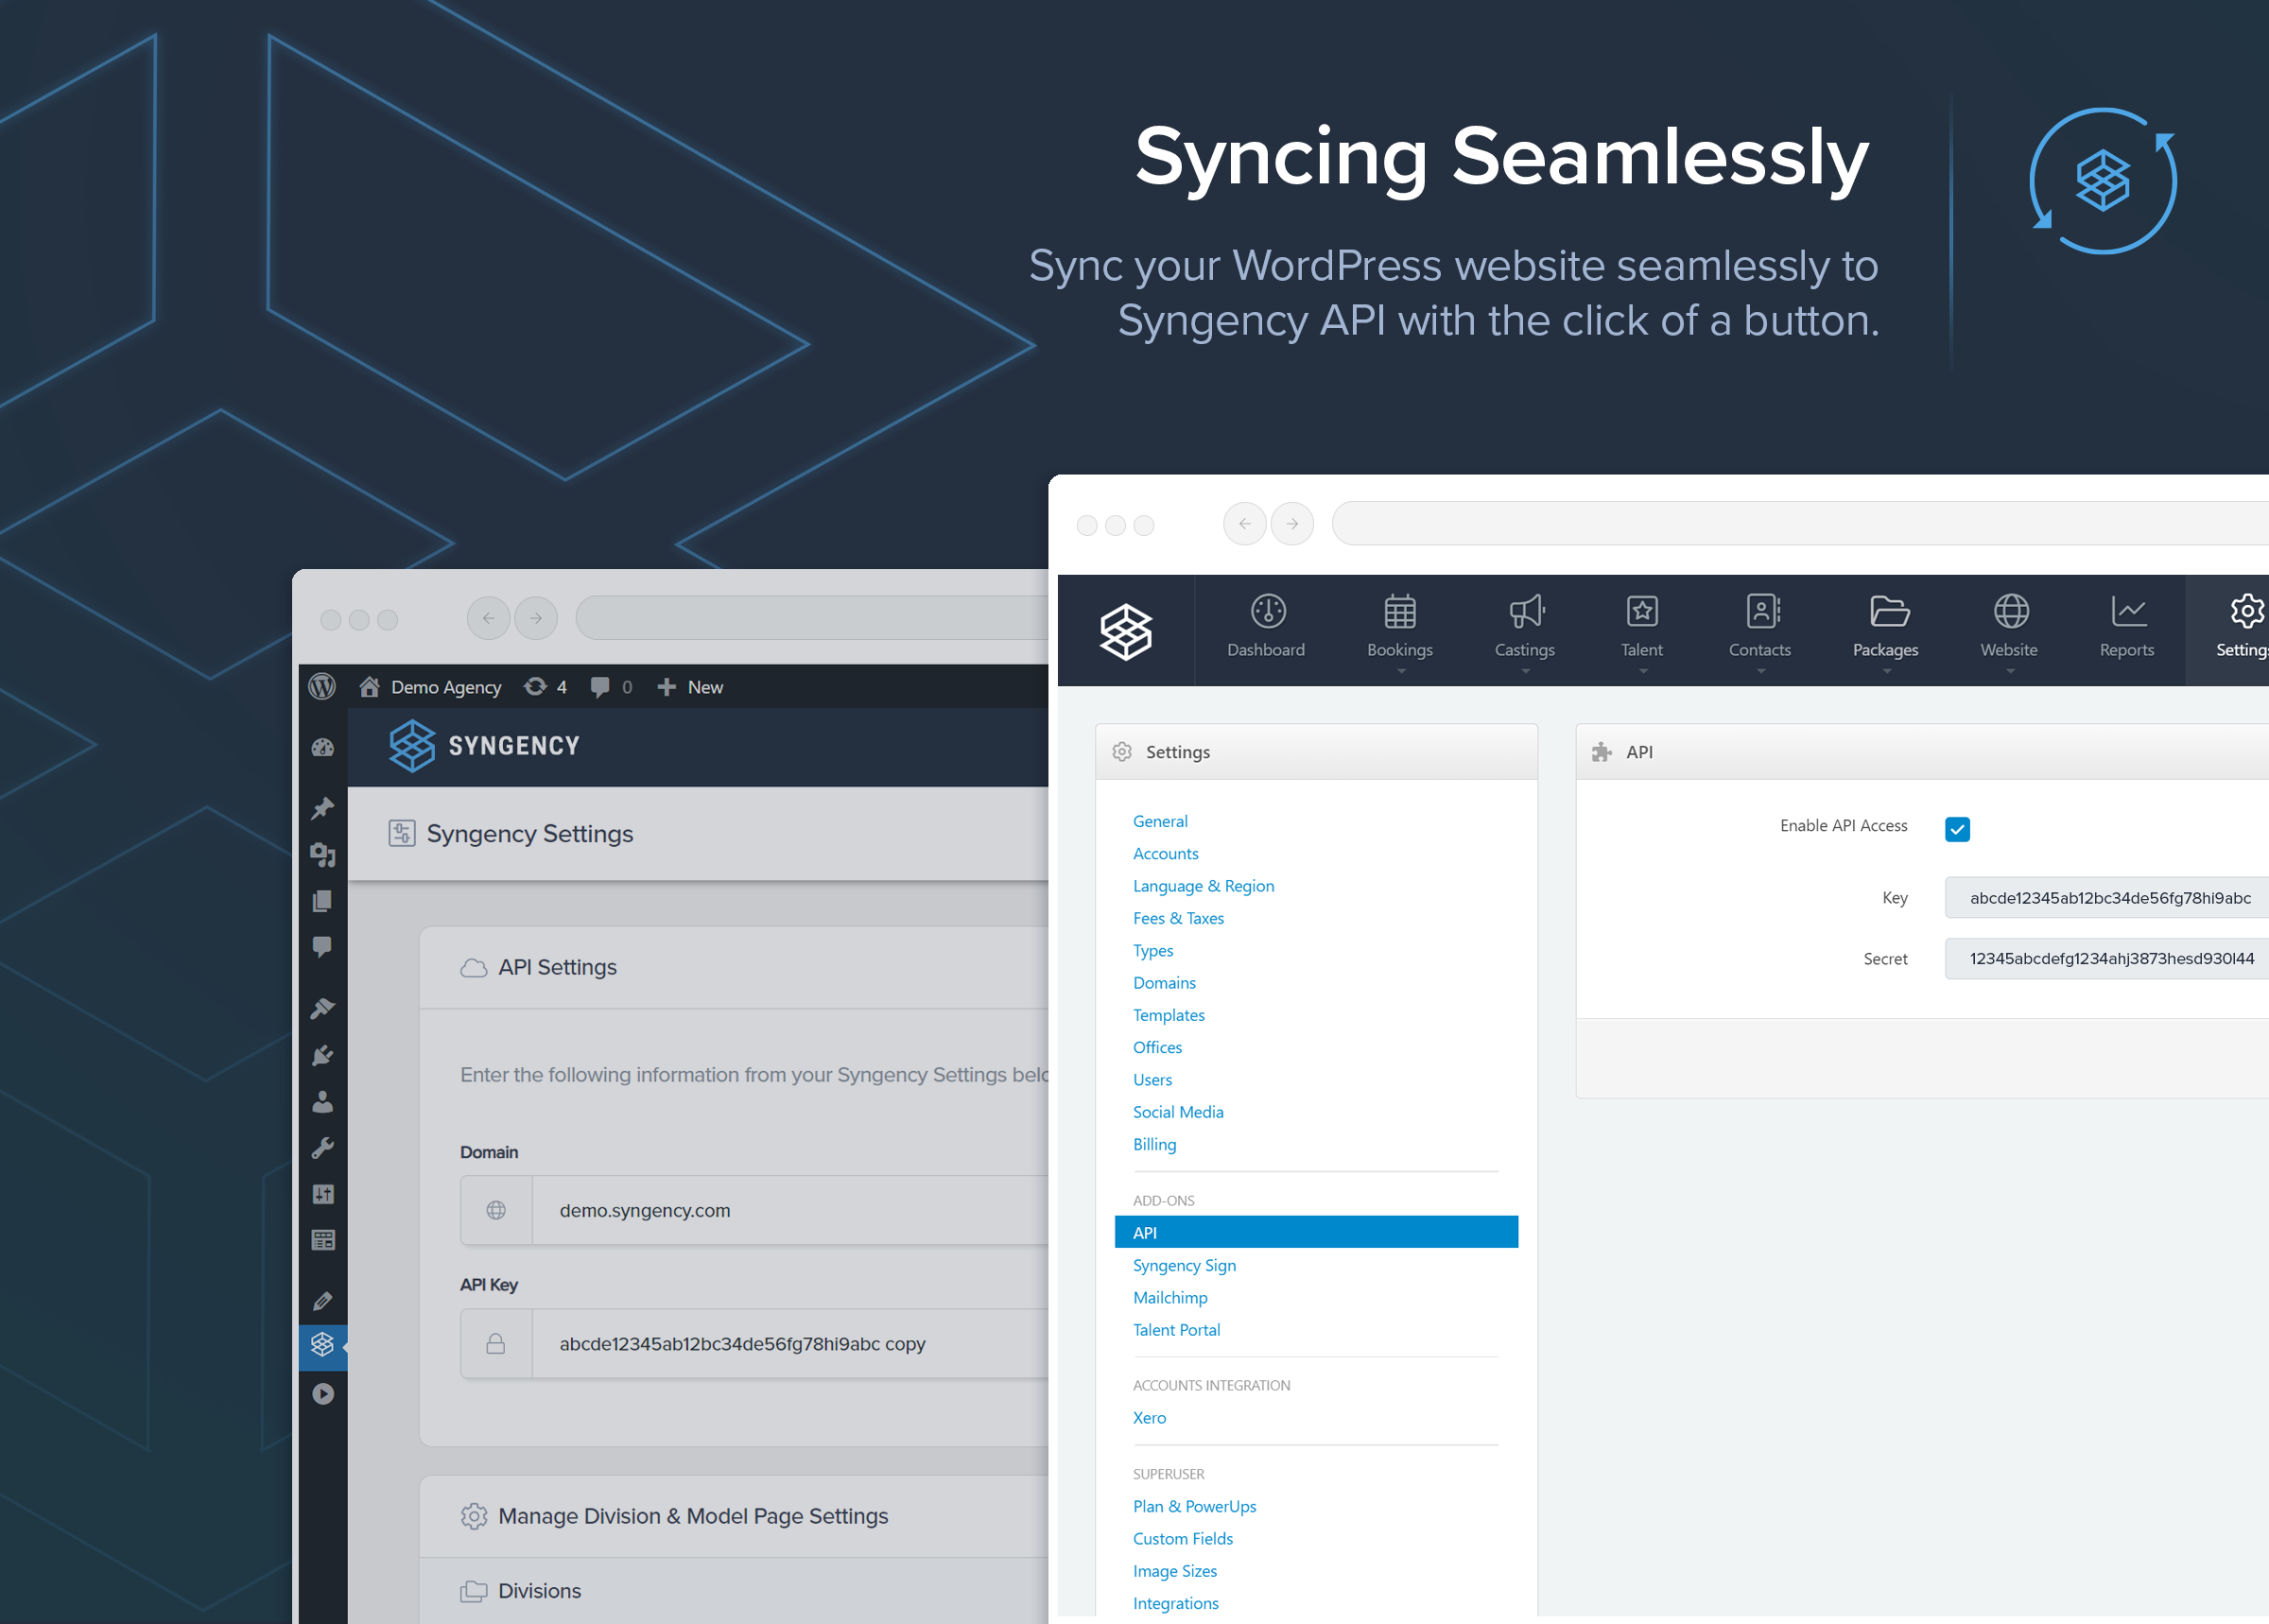 Syncing Seamlessly
Sync your WordPress website seamlessly to
Syngency API with the click of a button.
Demo Agency 4 0 New
SYNGENCY
Syngency Settings
API Settings
Enter the following information from your Syngency Settings
Domain
demo.syngency.com
API Key
abcde12345ab12bc34de56fg78hi9abc copy
Manage Division & Model Page Settings
Divisions
Dashboard Bookings Castings Talent Contacts Packages Website Reports Settings
Settings
General
Accounts
Language & Region
Fees & Taxes
Types
Domains
Templates
Offices
Users
Social Media
Billing
ADD-ONS
API
Syngency Sign
Mailchimp
Talent Portal
ACCOUNTS INTEGRATION
Xero
SUPERUSER
Plan & PowerUps
Custom Fields
Image Sizes
Integrations
API
Enable API Access
Key abcde12345ab12bc34de56fg78hi9abc
Secret 12345abcdefg1234ahj3873hesd930l44